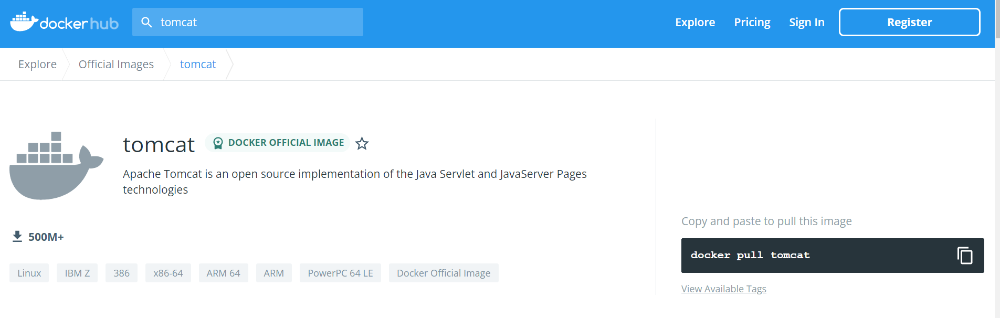 docker hub
tomcat
Explore
Pricing
Sign In
Register
Explore
Official Images
tomcat
tomcat
DOCKER OFFICIAL IMAGE
Apache Tomcat is an open source implementation of the Java Servlet and JavaServer Pages
technologies
500M+
Linux
IBM Z
386
x86-64
ARM 64
ARM
PowerPC 64 LE
Docker Official Image
Copy and paste to pull this image
docker pull tomcat
View Available Tags